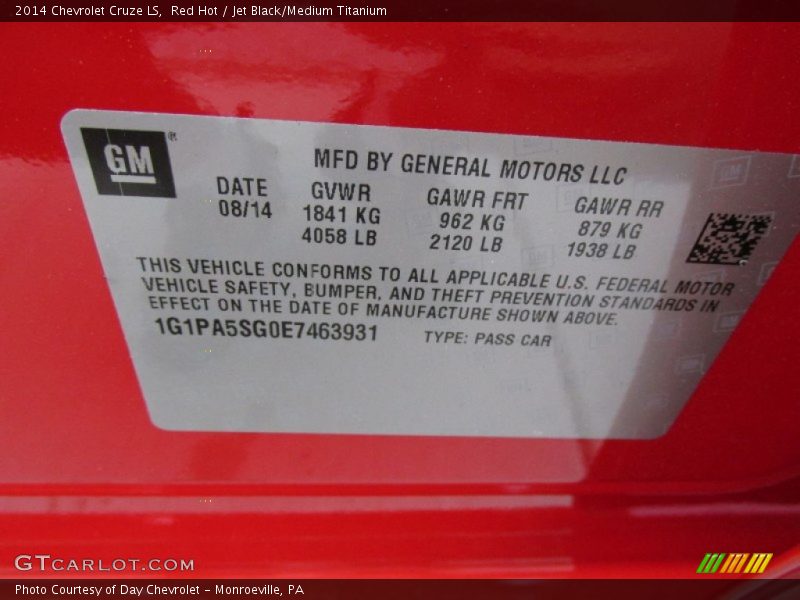 2014 Chevrolet Cruze LS,  Red Hot / Jet Black/Medium Titanium
GM®
MFD BY GENERAL MOTORS LLC
DATE GVWR GAWR FRT GAWR RR
08/14 1841 KG 962 KG 879 KG
4058 LB 2120 LB 1938 LB
THIS VEHICLE CONFORMS TO ALL APPLICABLE U.S. FEDERAL MOTOR
VEHICLE SAFETY, BUMPER, AND THEFT PREVENTION STANDARDS IN
EFFECT ON THE DATE OF MANUFACTURE SHOWN ABOVE.
1G1PA5SG0E7463931 TYPE: PASS CAR
GTCARLOT.COM
Photo Courtesy of Day Chevrolet - Monroeville, PA